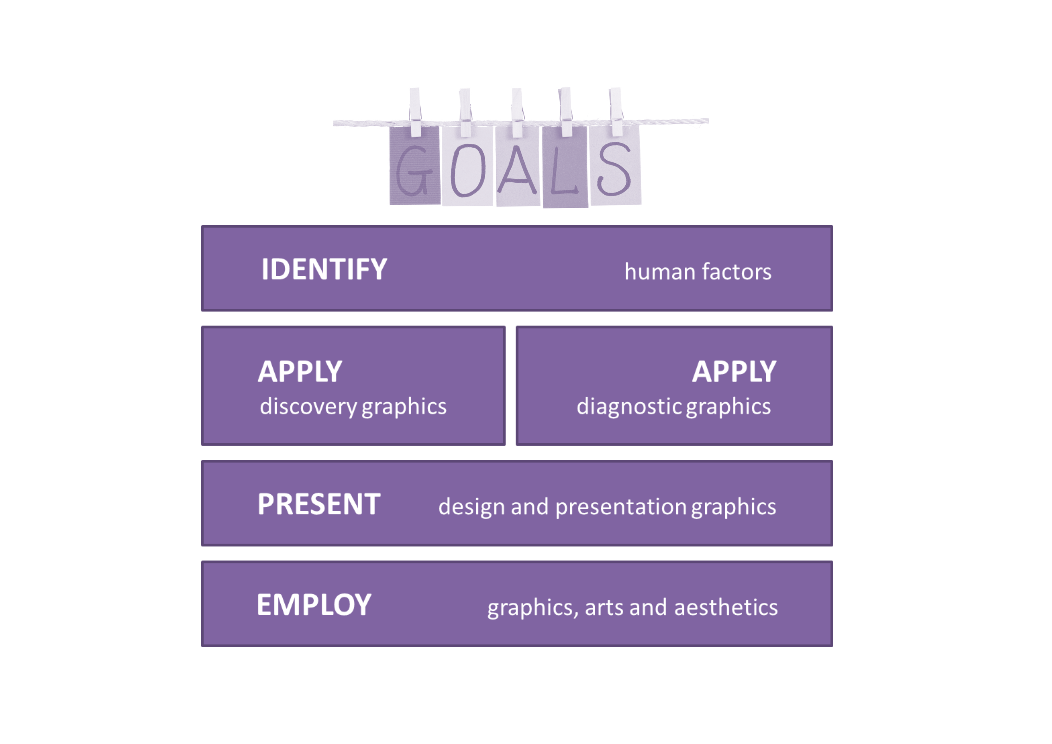 GOALS
IDENTIFY human factors
APPLY
discovery graphics
APPLY
diagnostic graphics
PRESENT design and presentation graphics
EMPLOY graphics, arts and aesthetics